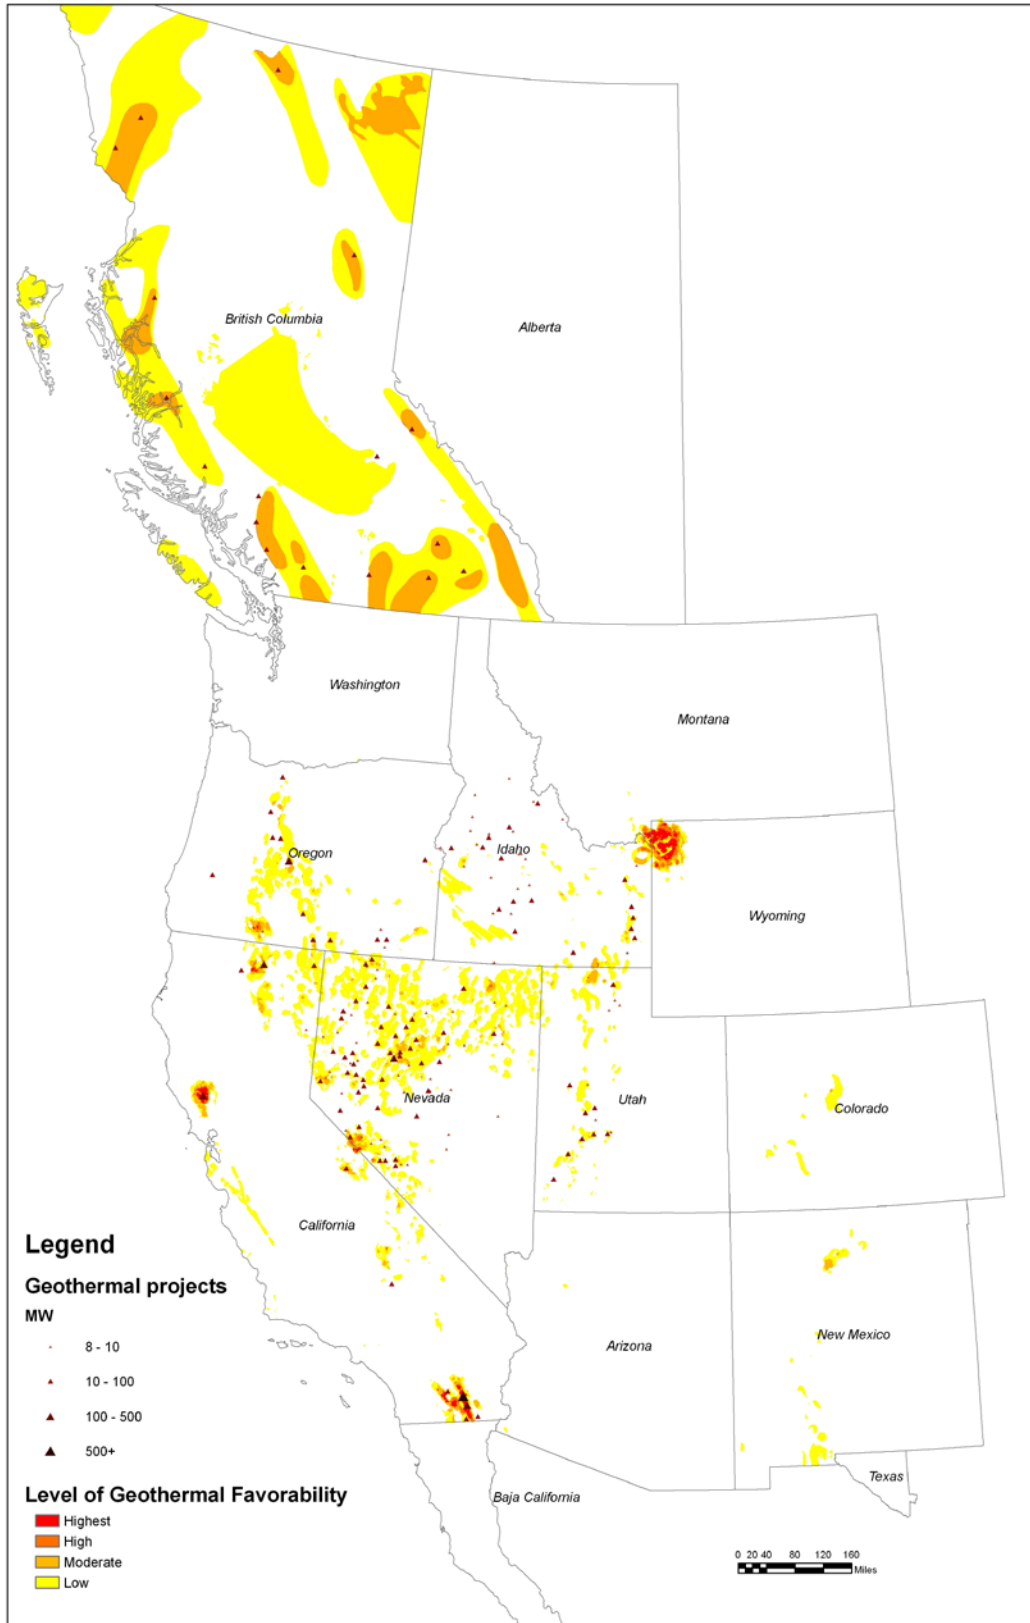 British Columbia
Alberta
Washington
Montana
Oregon
Idaho
Wyoming
Nevada
Utah
Colorado
California
Arizona
New Mexico
Texas
Baja California
Legend
Geothermal projects
MW
8 - 10
10 - 100
100 - 500
500+
Level of Geothermal Favorability
Highest
High
Moderate
Low
0 20 40 80 120 160
Miles